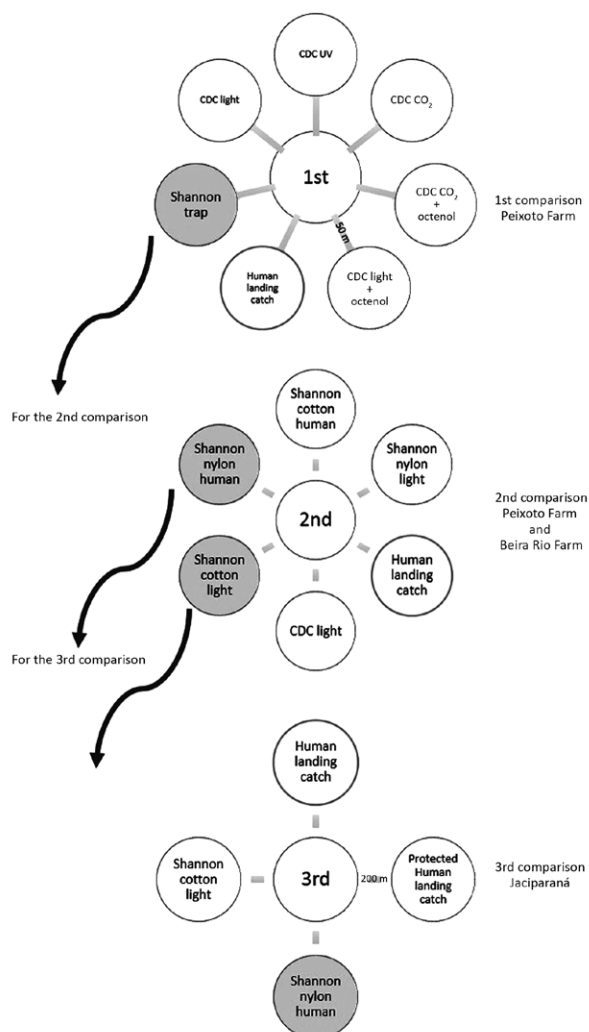 CDC UV
CDC light
CDC CO₂
1st
Shannon
trap
CDC CO₂
+
octenol
1st comparison
Peixoto Farm
50 m
Human
landing
catch
CDC light
+
octenol
For the 2nd comparison
Shannon
cotton
human
Shannon
nylon
human
Shannon
nylon
light
2nd
2nd comparison
Peixoto Farm
and
Beira Rio Farm
Shannon
cotton
light
Human
landing
catch
CDC light
For the 3rd comparison
Human
landing
catch
Shannon
cotton
light
3rd
200 m
Protected
Human
landing
catch
3rd comparison
Jaciparaná
Shannon
nylon
human